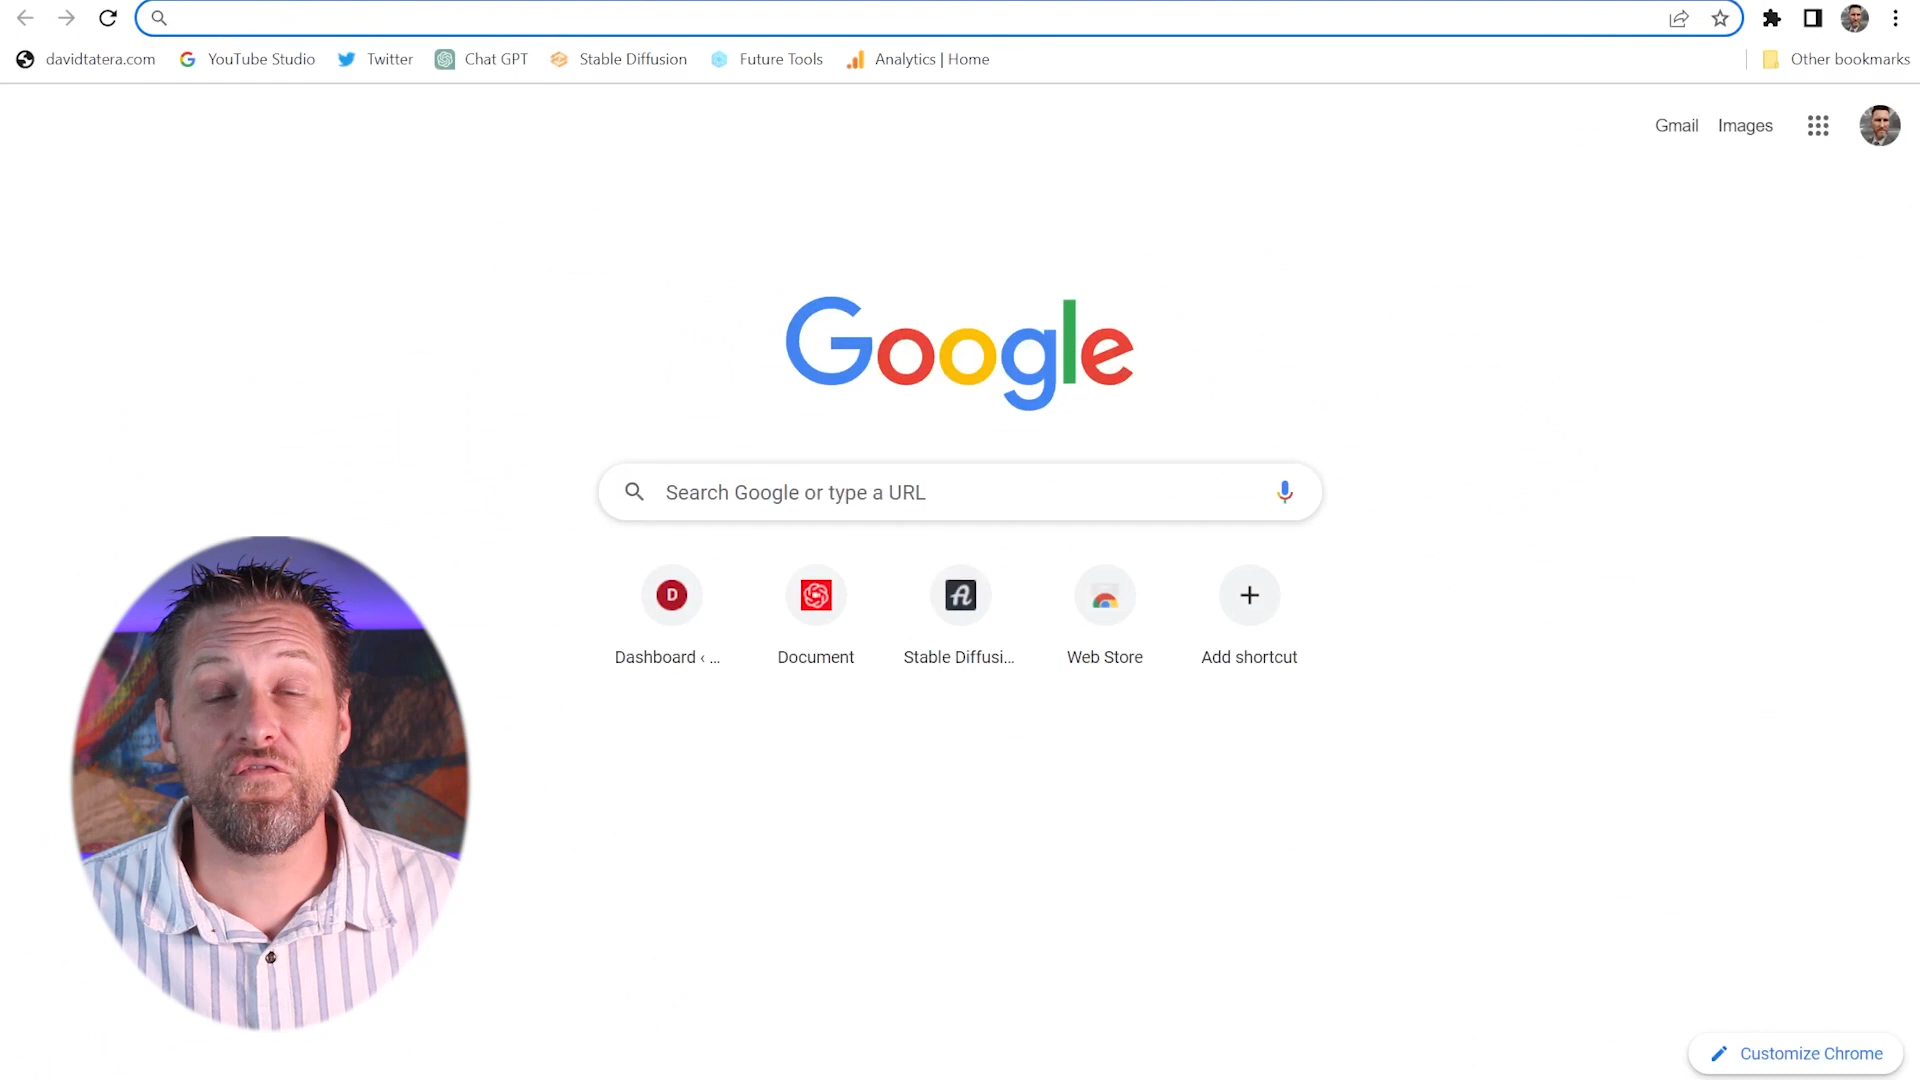 davidtatera.com YouTube Studio Twitter Chat GPT Stable Diffusion Future Tools Analytics | Home Other bookmarks
Gmail Images
Google
Search Google or type a URL
D
Dashboard ‹ ... Document Stable Diffusi... Web Store Add shortcut
Customize Chrome